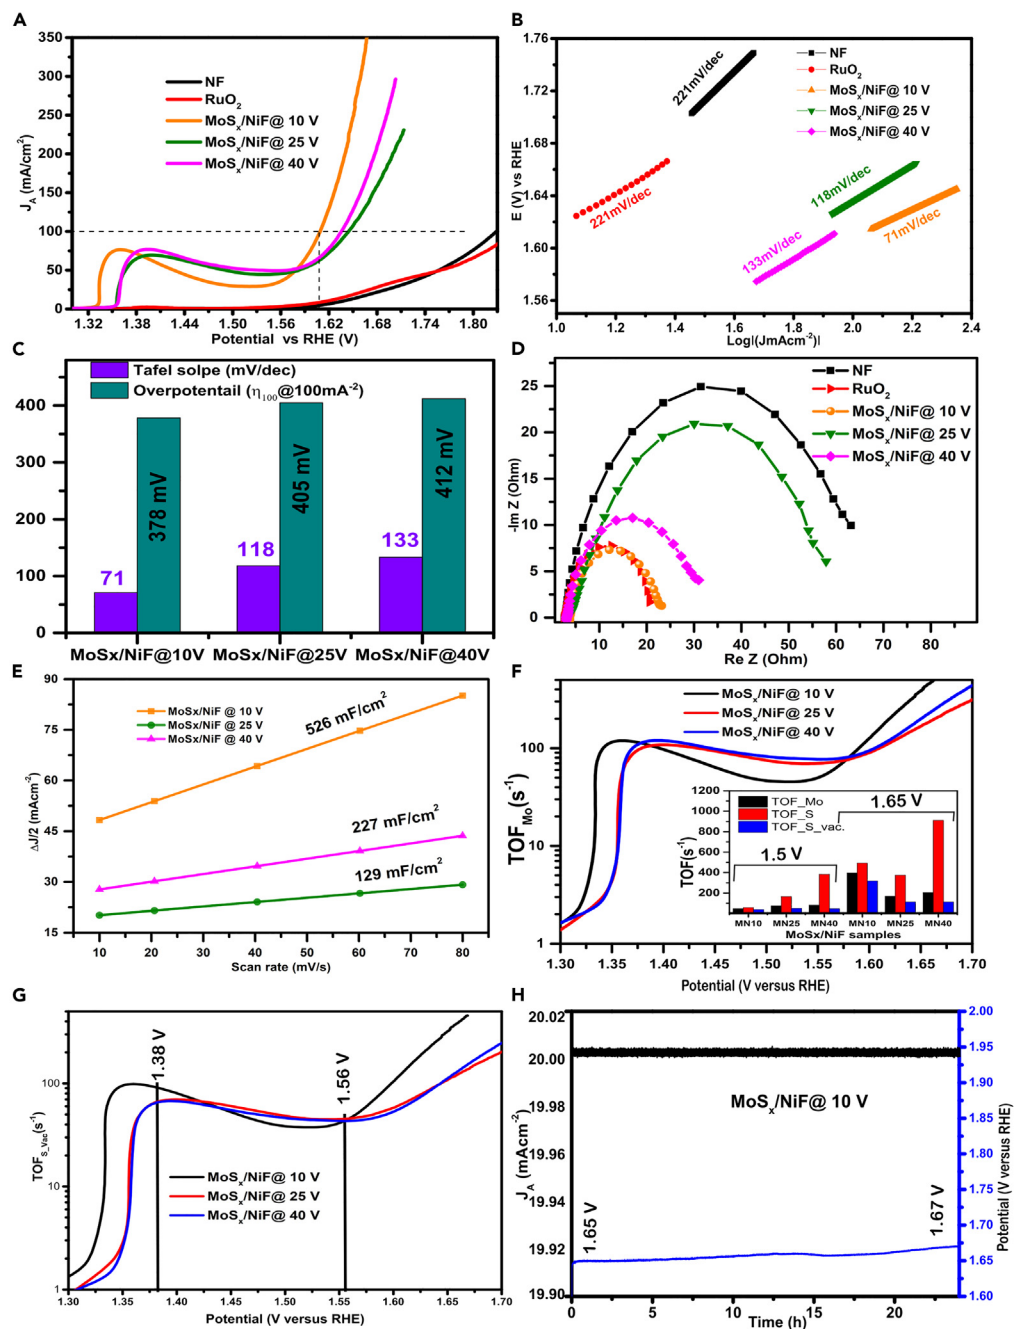 A
350
300
250
200
150
100
50
0
J_A (mA/cm²)
NF
RuO₂
MoSₓ/NiF@ 10 V
MoSₓ/NiF@ 25 V
MoSₓ/NiF@ 40 V
1.32 1.38 1.44 1.50 1.56 1.62 1.68 1.74 1.80
Potential vs RHE (V)
B
1.76
1.72
1.68
1.64
1.60
1.56
E (V) vs RHE
221mV/dec
221mV/dec
118mV/dec
133mV/dec
71mV/dec
NF
RuO₂
MoSₓ/NiF@ 10 V
MoSₓ/NiF@ 25 V
MoSₓ/NiF@ 40 V
1.0 1.2 1.4 1.6 1.8 2.0 2.2 2.4
Log|(JmAcm⁻²)|
C
Tafel solpe (mV/dec)
Overpotentail (η₁₀₀@100mA⁻²)
400
300
200
100
0
71
378 mV
118
405 mV
133
412 mV
MoSx/NiF@10V MoSx/NiF@25V MoSx/NiF@40V
D
25
20
15
10
5
0
-Im Z (Ohm)
NF
RuO₂
MoSₓ/NiF@ 10 V
MoSₓ/NiF@ 25 V
MoSₓ/NiF@ 40 V
10 20 30 40 50 60 70 80
Re Z (Ohm)
E
90
75
60
45
30
15
ΔJ/2 (mAcm⁻²)
MoSx/NiF @ 10 V
MoSx/NiF @ 25 V
MoSx/NiF @ 40 V
526 mF/cm²
227 mF/cm²
129 mF/cm²
0 10 20 30 40 50 60 70 80
Scan rate (mV/s)
F
100
10
1
TOF_Mo(s⁻¹)
MoSₓ/NiF@ 10 V
MoSₓ/NiF@ 25 V
MoSₓ/NiF@ 40 V
1200
1000
800
600
400
200
TOF(s⁻¹)
TOF_Mo
TOF_S
TOF_S_vac.
1.5 V
1.65 V
MN10 MN25 MN40 MN10 MN25 MN40
MoSx/NiF samples
1.30 1.35 1.40 1.45 1.50 1.55 1.60 1.65 1.70
Potential (V versus RHE)
G
100
10
1
TOF_S_Vac(s⁻¹)
1.38 V
1.56 V
MoSₓ/NiF@ 10 V
MoSₓ/NiF@ 25 V
MoSₓ/NiF@ 40 V
1.30 1.35 1.40 1.45 1.50 1.55 1.60 1.65 1.70
Potential (V versus RHE)
H
20.02
20.00
19.98
19.96
19.94
19.92
19.90
J_A (mAcm⁻²)
MoSₓ/NiF@ 10 V
1.65 V
1.67 V
2.00
1.95
1.90
1.85
1.80
1.75
1.70
1.65
1.60
Potential (V versus RHE)
0 5 10 15 20
Time (h)